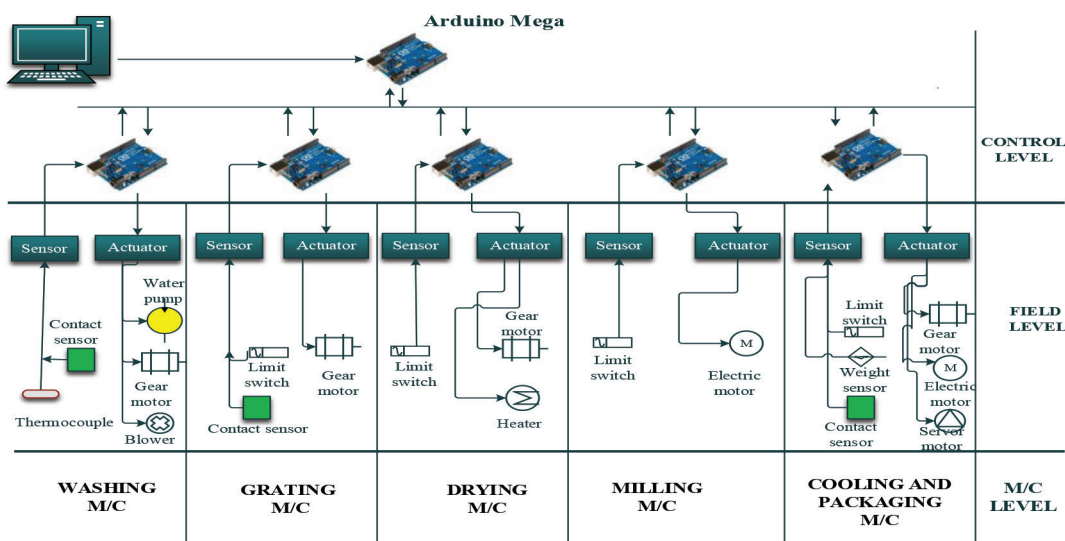 Arduino Mega
CONTROL
LEVEL
Sensor
Actuator
Water
pump
Contact
sensor
Gear
motor
Thermocouple
Blower
Sensor
Actuator
Limit
switch
Gear
motor
Contact sensor
Sensor
Actuator
Gear
motor
Limit
switch
Heater
Sensor
Actuator
Limit
switch
M
Electric
motor
Sensor
Actuator
Limit
switch
Weight
sensor
Contact
sensor
Gear
motor
M
Electric
motor
Servor
motor
FIELD
LEVEL
WASHING
M/C
GRATING
M/C
DRYING
M/C
MILLING
M/C
COOLING AND
PACKAGING
M/C
M/C
LEVEL